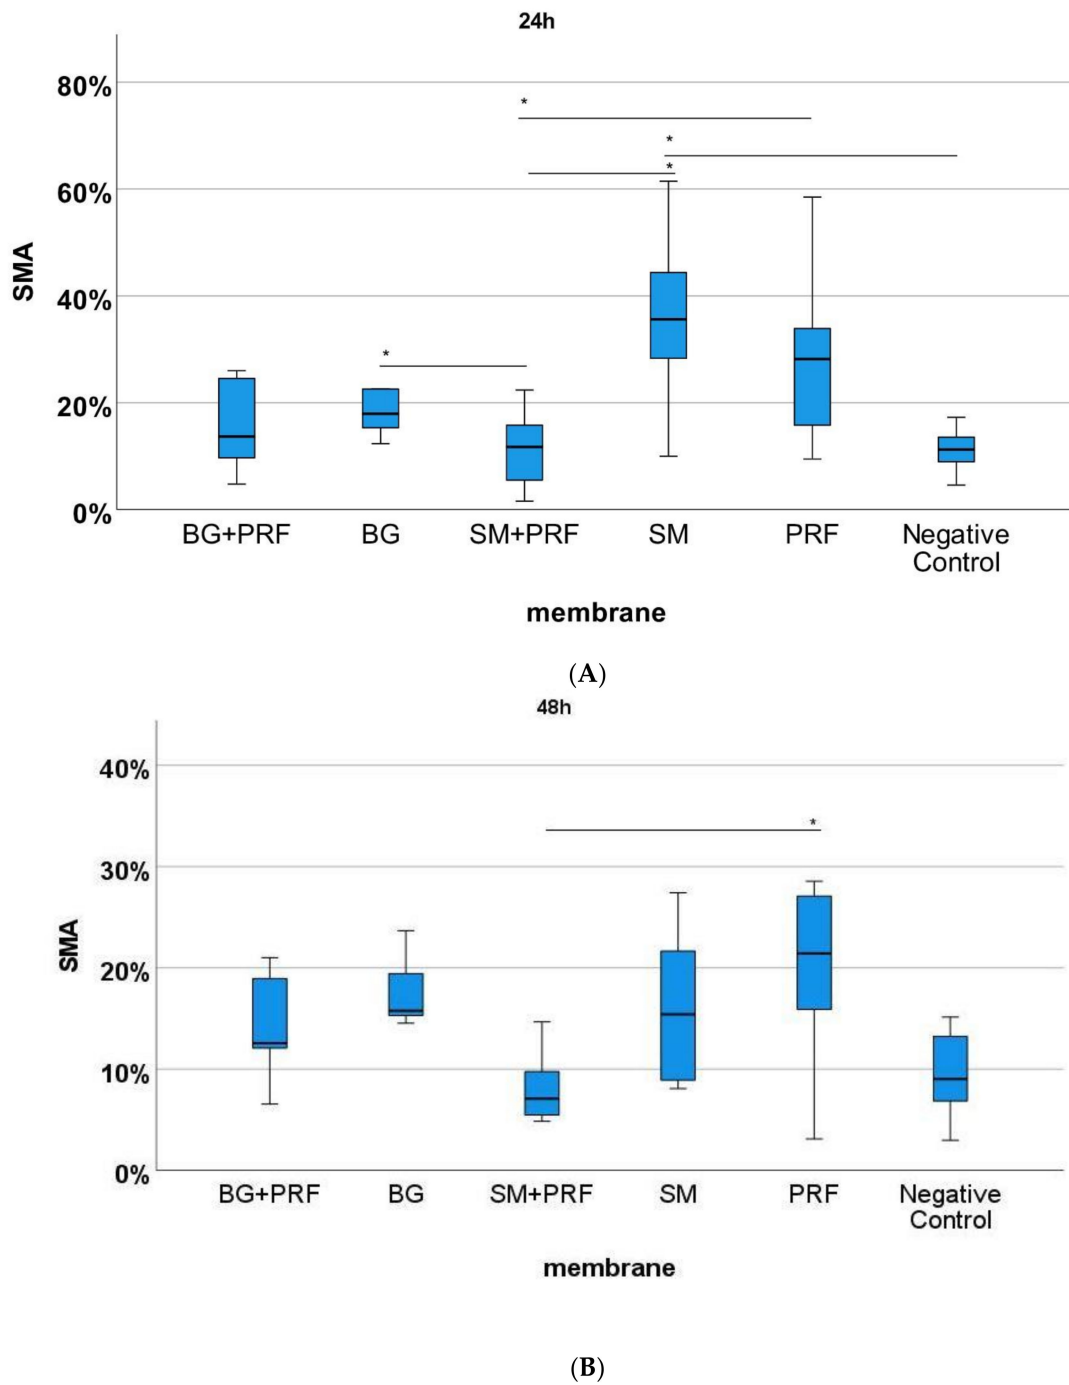 24h
80%
*
*
*
60%
SMA
40%
*
20%
0%
BG+PRF BG SM+PRF SM PRF Negative
Control
membrane
(A)
48h
40%
*
30%
SMA
20%
10%
0%
BG+PRF BG SM+PRF SM PRF Negative
Control
membrane
(B)